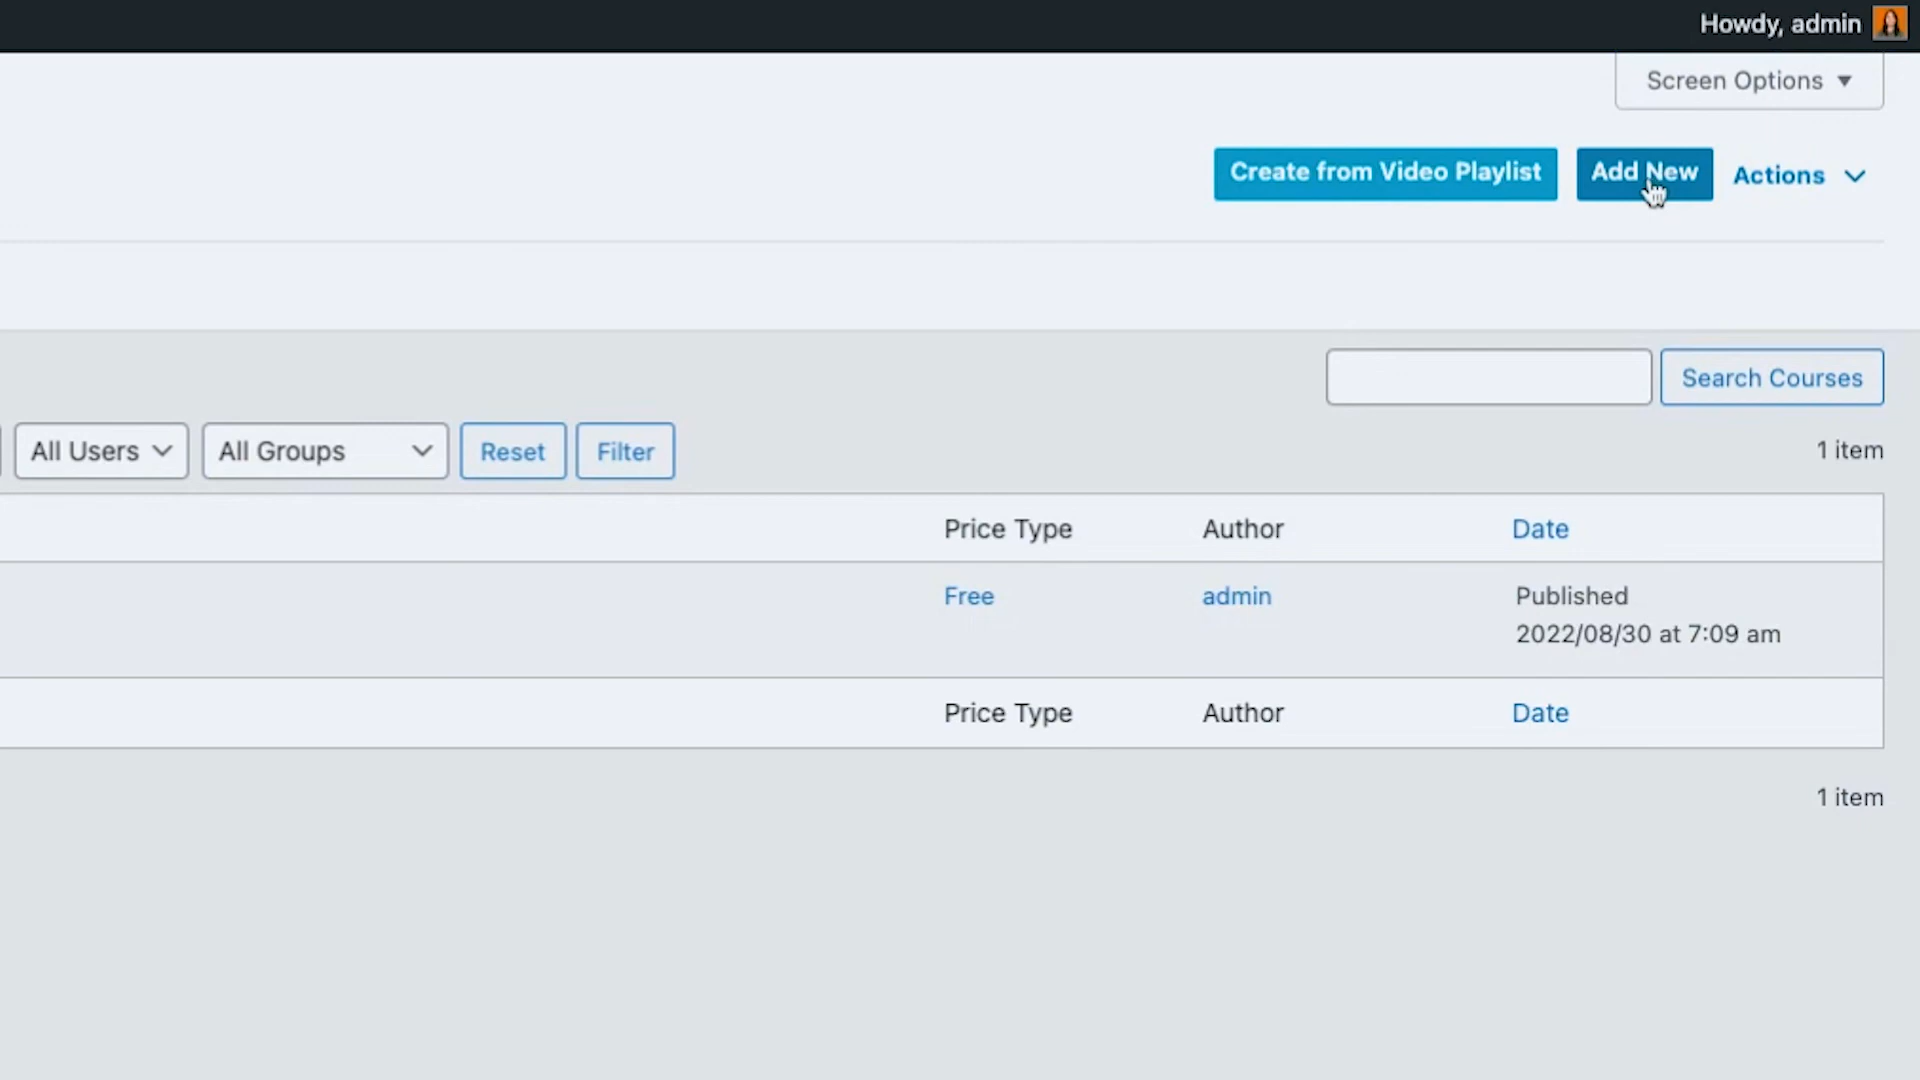 Howdy, admin
Screen Options
Create from Video Playlist Add New Actions
Search Courses
All Users All Groups Reset Filter 1 item
Price Type Author Date
Free admin Published
2022/08/30 at 7:09 am
Price Type Author Date
1 item